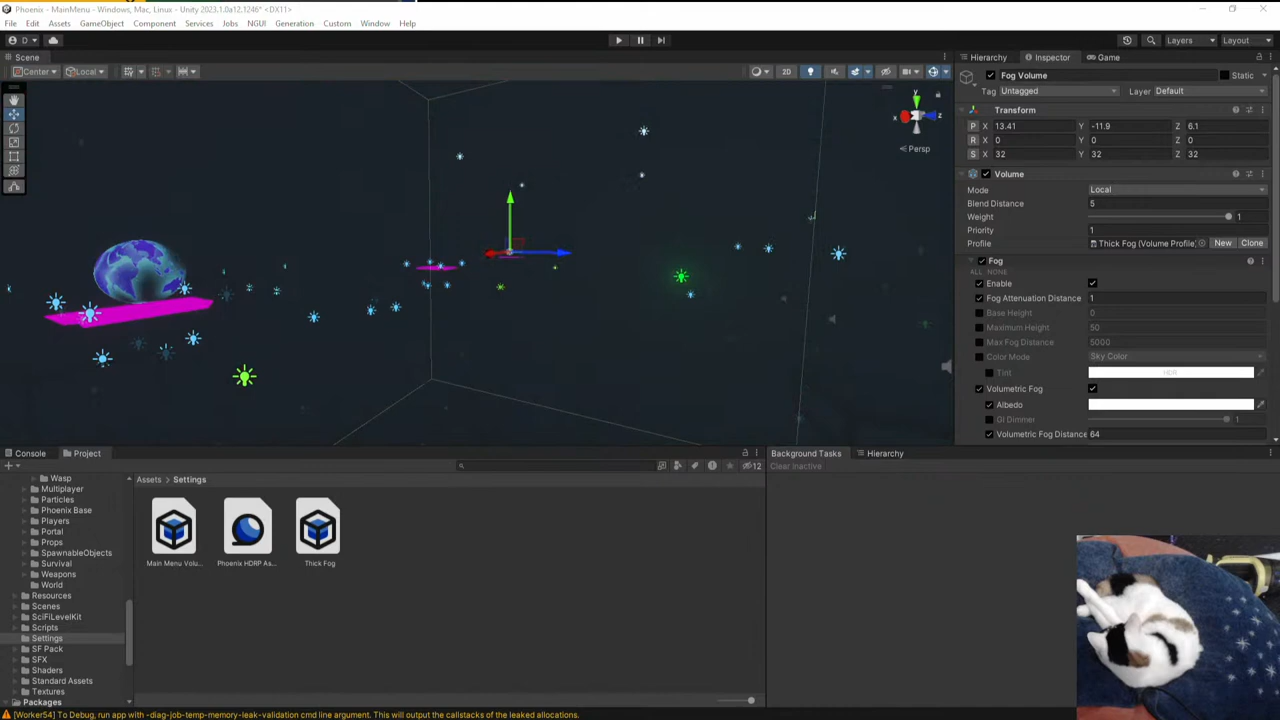 Phoenix - MainMenu - Windows, Mac, Linux - Unity 2023.1.0a12.1246* <DX11>
File Edit Assets GameObject Component Services Jobs NGUI Generation Custom Window Help
D Layers Layout
Scene
Center Local 2D
y
x z
Persp
Hierarchy Inspector Game
Fog Volume Static
Tag Untagged Layer Default
Transform
P X 13.41 Y -11.9 Z 6.1
R X 0 Y 0 Z 0
S X 32 Y 32 Z 32
Volume
Mode Local
Blend Distance 5
Weight 1
Priority 1
Profile Thick Fog (Volume Profile) New Clone
Fog
ALL NONE
Enable
Fog Attenuation Distance 1
Base Height 0
Maximum Height 50
Max Fog Distance 5000
Color Mode Sky Color
Tint HDR
Volumetric Fog
Albedo
GI Dimmer 1
Volumetric Fog Distance 64
Console Project
12
Wasp
Multiplayer
Particles
Phoenix Base
Players
Portal
Props
SpawnableObjects
Survival
Weapons
World
Resources
Scenes
SciFiLevelKit
Scripts
Settings
SF Pack
SFX
Shaders
Standard Assets
Textures
Packages
Assets > Settings
Main Menu Volu...
Phoenix HDRP As...
Thick Fog
Background Tasks Hierarchy
Clear Inactive
[Worker54] To Debug, run app with -diag-job-temp-memory-leak-validation cmd line argument. This will output the callstacks of the leaked allocations.